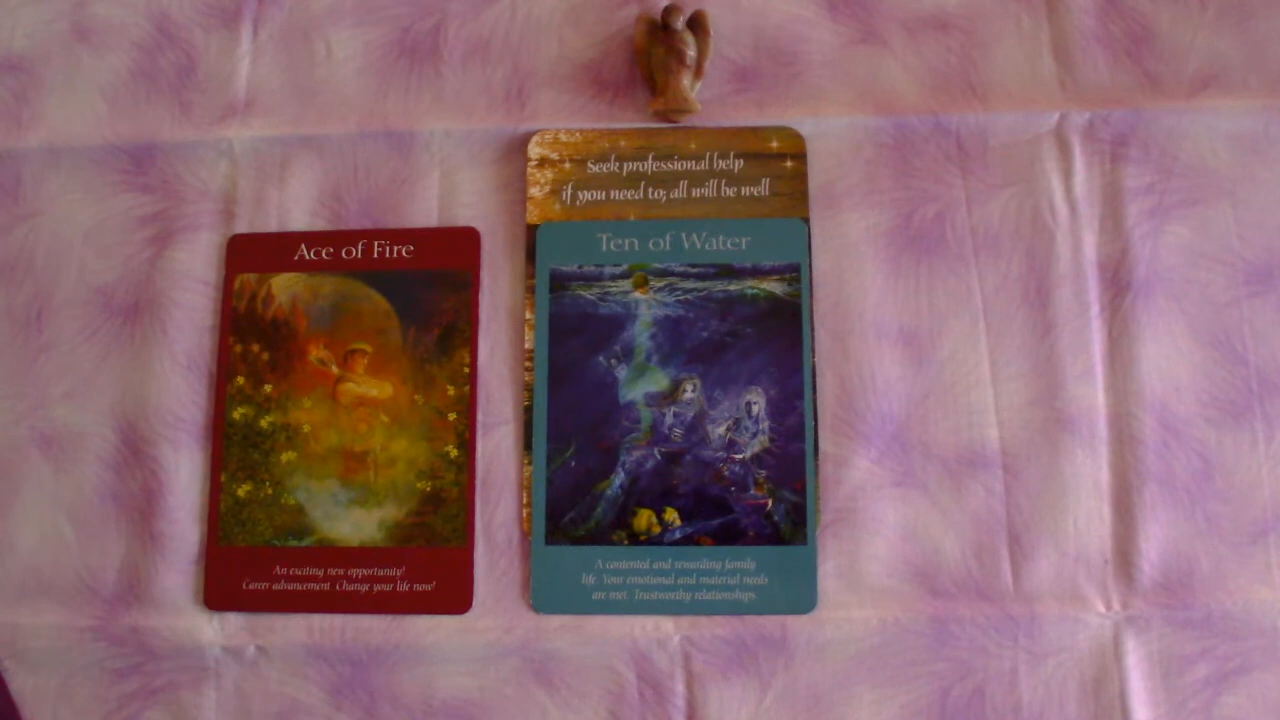 Seek professional help
if you need to; all will be well
Ace of Fire
Ten of Water
An exciting new opportunity!
Career advancement. Change your life now!
A contented and rewarding family
life. Your emotional and material needs
are met. Trustworthy relationships.